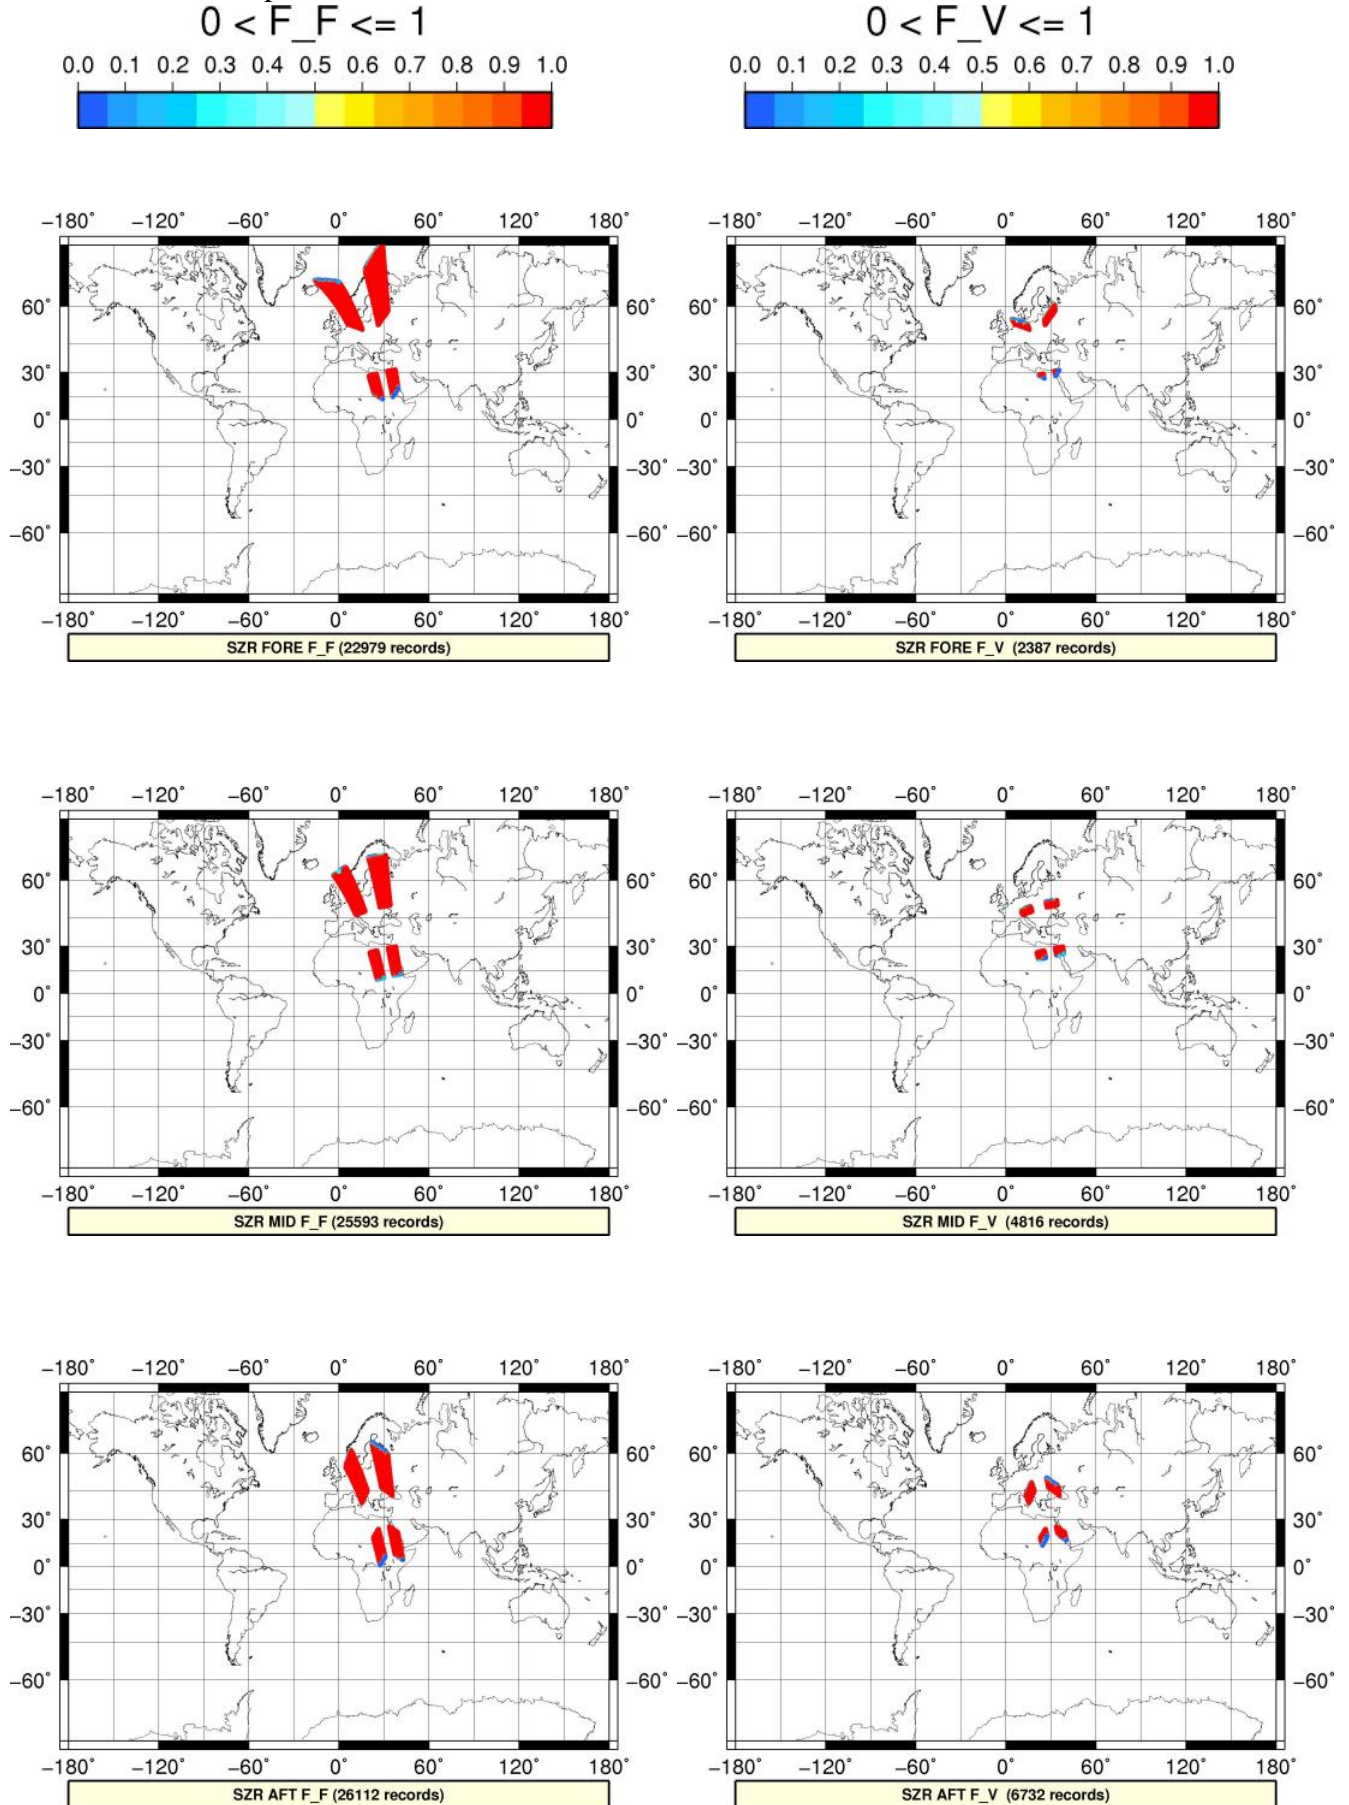 0 < F_F <= 1
0 < F_V <= 1
0.0 0.1 0.2 0.3 0.4 0.5 0.6 0.7 0.8 0.9 1.0
0.0 0.1 0.2 0.3 0.4 0.5 0.6 0.7 0.8 0.9 1.0
−180˚ −120˚ −60˚ 0˚ 60˚ 120˚ 180˚
−180˚ −120˚ −60˚ 0˚ 60˚ 120˚ 180˚
60˚ 60˚ 60˚ 60˚
30˚ 30˚ 30˚ 30˚
0˚ 0˚ 0˚ 0˚
−30˚ −30˚ −30˚ −30˚
−60˚ −60˚ −60˚ −60˚
−180˚ −120˚ −60˚ 0˚ 60˚ 120˚ 180˚
−180˚ −120˚ −60˚ 0˚ 60˚ 120˚ 180˚
SZR FORE F_F (22979 records)
SZR FORE F_V (2387 records)
−180˚ −120˚ −60˚ 0˚ 60˚ 120˚ 180˚
−180˚ −120˚ −60˚ 0˚ 60˚ 120˚ 180˚
60˚ 60˚ 60˚ 60˚
30˚ 30˚ 30˚ 30˚
0˚ 0˚ 0˚ 0˚
−30˚ −30˚ −30˚ −30˚
−60˚ −60˚ −60˚ −60˚
−180˚ −120˚ −60˚ 0˚ 60˚ 120˚ 180˚
−180˚ −120˚ −60˚ 0˚ 60˚ 120˚ 180˚
SZR MID F_F (25593 records)
SZR MID F_V (4816 records)
−180˚ −120˚ −60˚ 0˚ 60˚ 120˚ 180˚
−180˚ −120˚ −60˚ 0˚ 60˚ 120˚ 180˚
60˚ 60˚ 60˚ 60˚
30˚ 30˚ 30˚ 30˚
0˚ 0˚ 0˚ 0˚
−30˚ −30˚ −30˚ −30˚
−60˚ −60˚ −60˚ −60˚
−180˚ −120˚ −60˚ 0˚ 60˚ 120˚ 180˚
−180˚ −120˚ −60˚ 0˚ 60˚ 120˚ 180˚
SZR AFT F_F (26112 records)
SZR AFT F_V (6732 records)